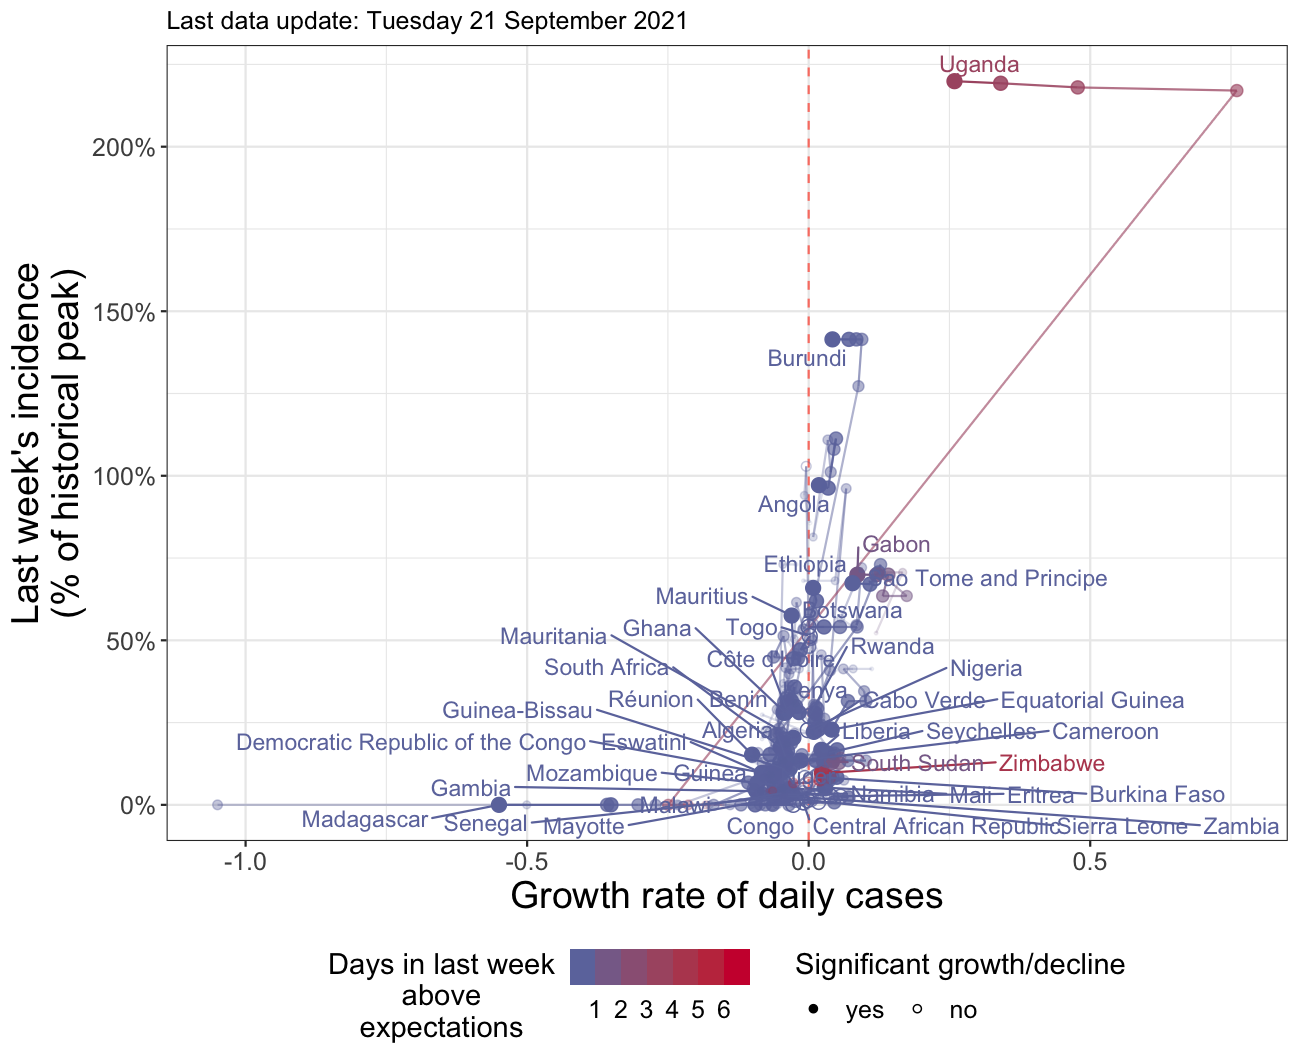 Last data update: Tuesday 21 September 2021
Last week's incidence
(% of historical peak)
200%
150%
100%
50%
0%
Uganda
Burundi
Angola
Gabon
Ethiopia
Sao Tome and Principe
Mauritius
Botswana
Ghana
Togo
Mauritania
Rwanda
Côte d'Ivoire
South Africa
Nigeria
Réunion
Benin
Kenya
Cabo Verde
Equatorial Guinea
Guinea-Bissau
Algeria
Liberia
Seychelles
Cameroon
Democratic Republic of the Congo
Eswatini
South Sudan
Zimbabwe
Mozambique
Guinea
Gambia
Namibia
Mali
Eritrea
Burkina Faso
Malawi
Madagascar
Senegal
Mayotte
Congo
Central African Republic
Sierra Leone
Zambia
-1.0
-0.5
0.0
0.5
Growth rate of daily cases
Days in last week
above
expectations
1 2 3 4 5 6
Significant growth/decline
yes
no